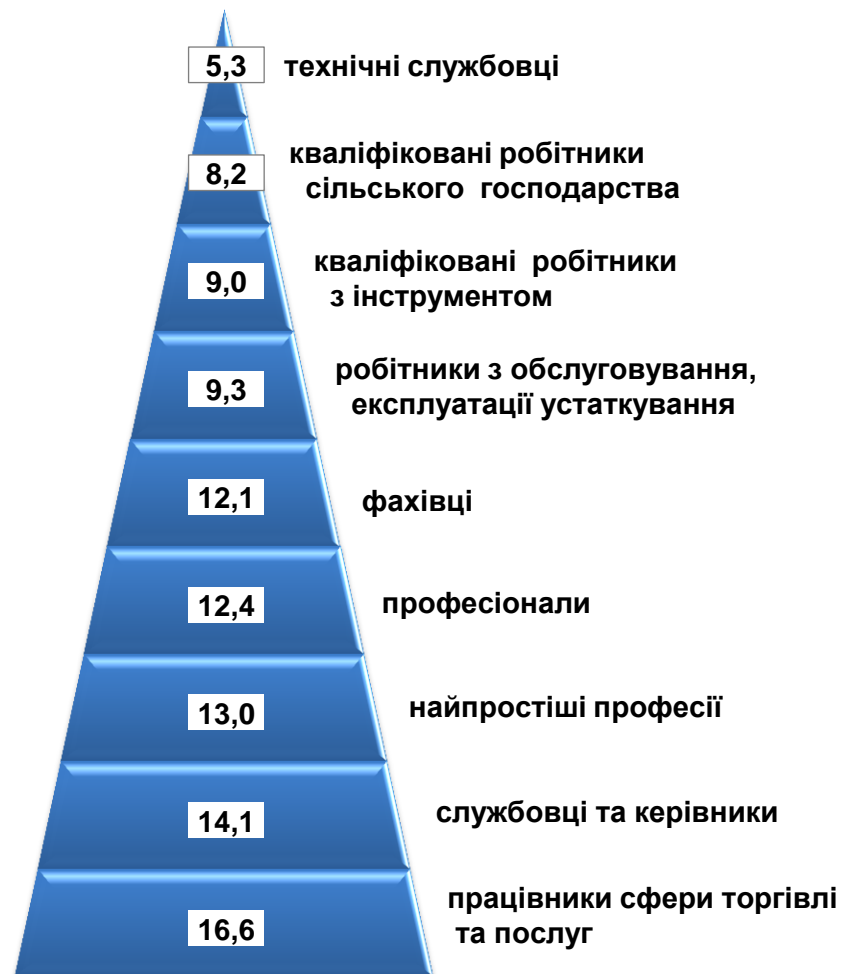 5,3 технічні службовці
кваліфіковані робітники
8,2 сільського господарства
кваліфіковані робітники
9,0 з інструментом
робітники з обслуговування,
9,3 експлуатації устаткування
12,1 фахівці
12,4 професіонали
13,0 найпростіші професії
14,1 службовці та керівники
працівники сфери торгівлі
16,6 та послуг